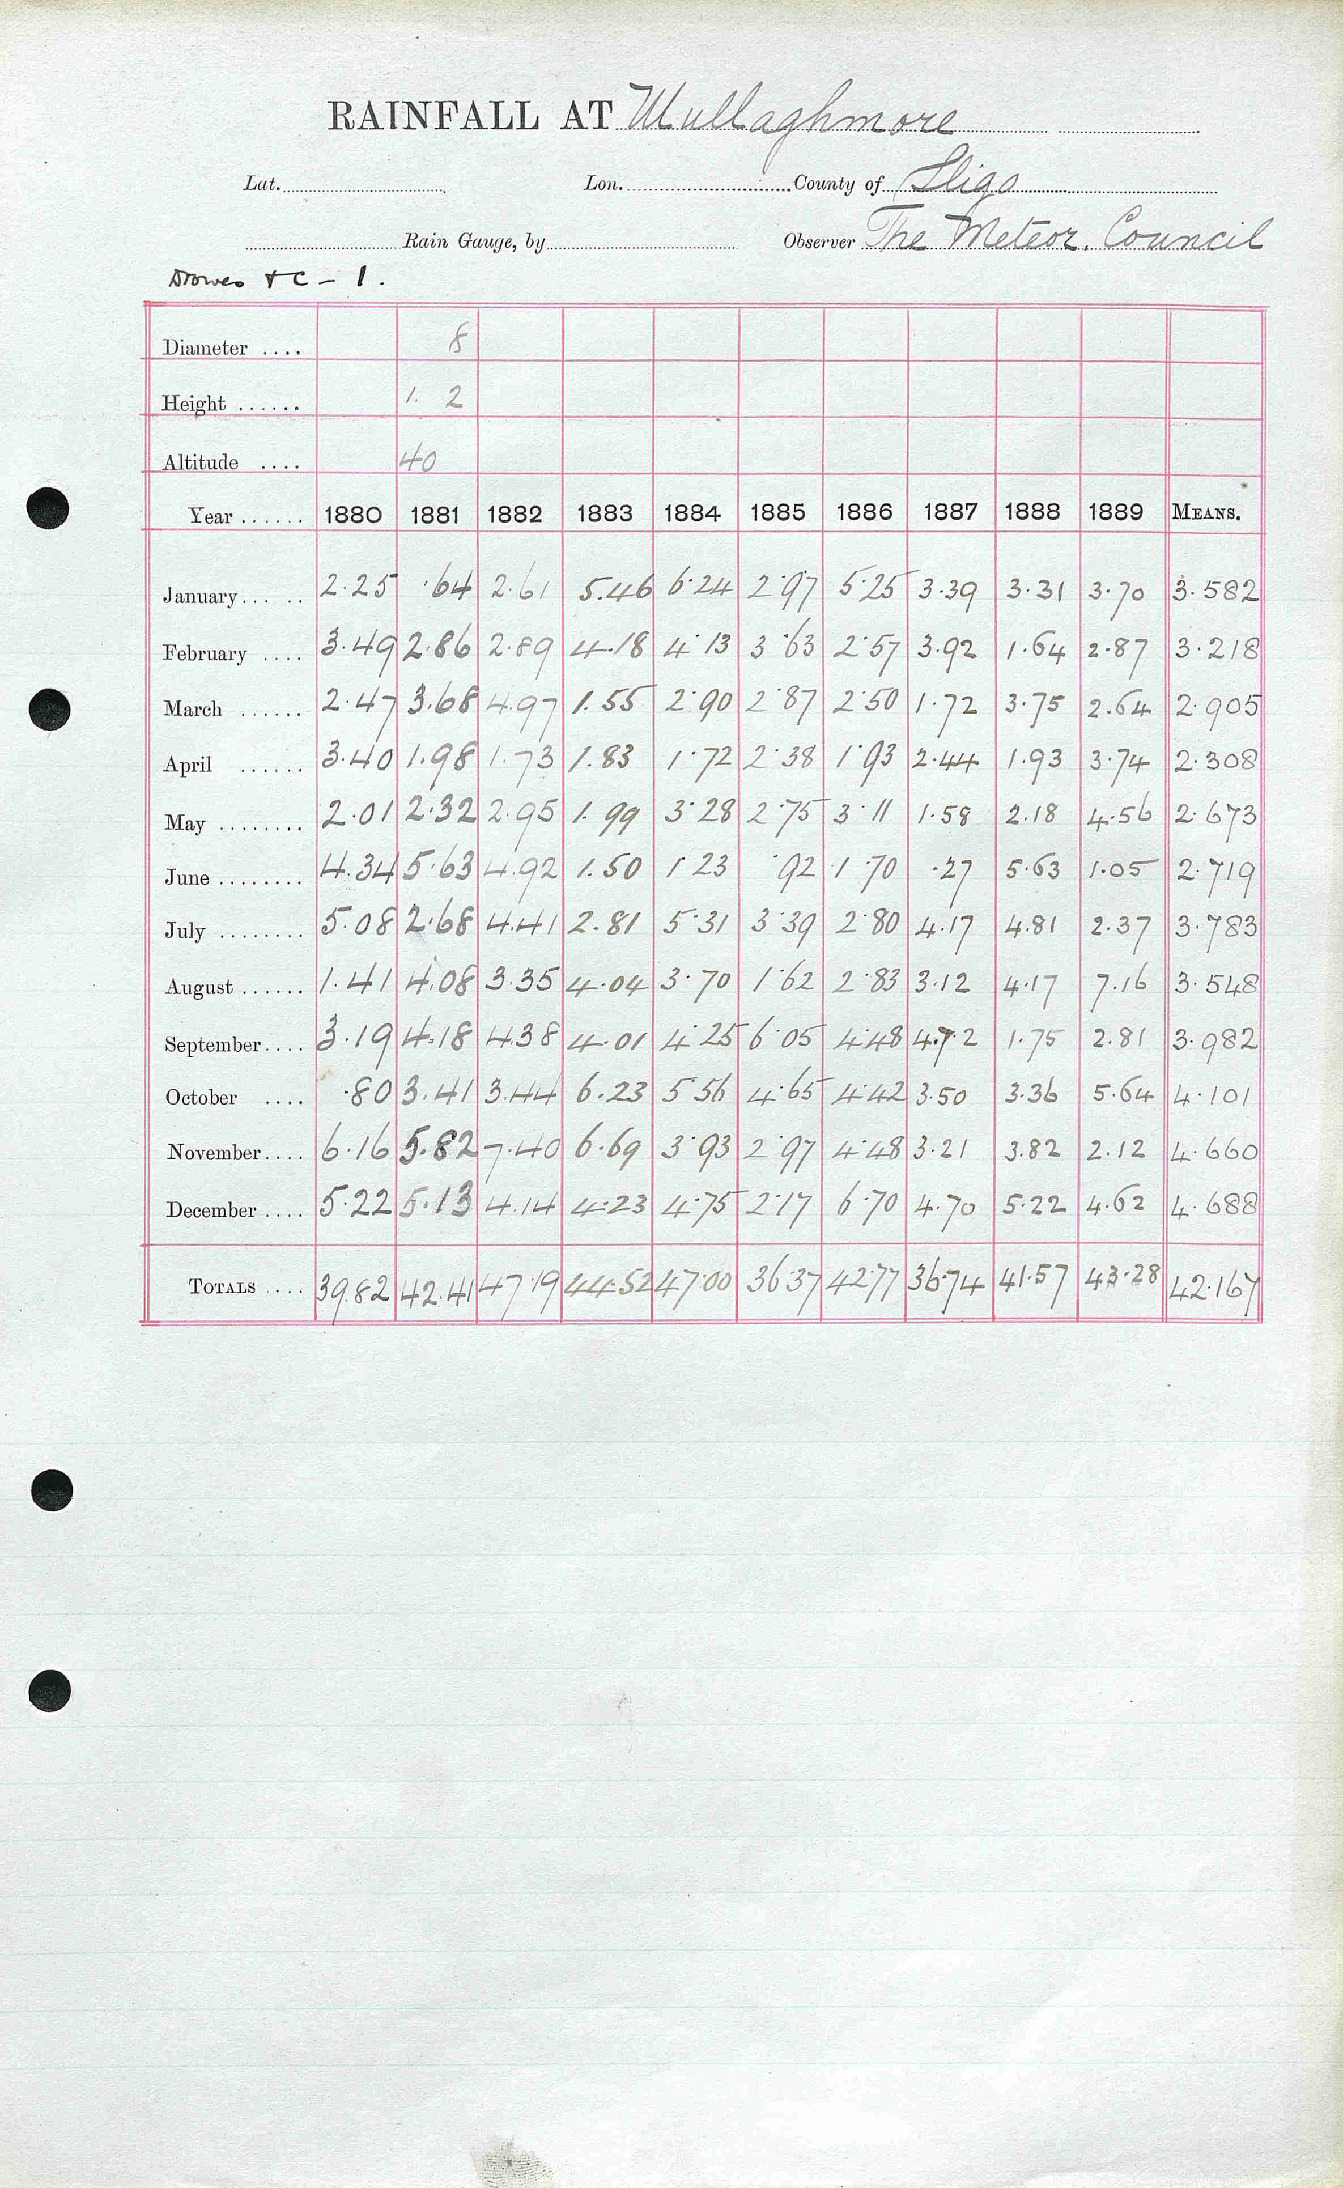 RAINFALL AT Mullaghmore
Lat. Lon. County of Sligo
Rain Gauge, by Observer The Meteor. Council
Drowes & C - 1.
Diameter .... 8
Height ...... 1. 2
Altitude .... 40
Year ...... 1880 1881 1882 1883 1884 1885 1886 1887 1888 1889 MEANS.
January ... .. 2.25 .64 2.61 5.46 6.24 2.97 5.25 3.39 3.31 3.70 3.582
February .... 3.49 2.86 2.89 4.18 4.13 3.63 2.57 3.92 1.64 2.87 3.218
March ...... 2.47 3.68 4.97 1.55 2.90 2.87 2.50 1.72 3.75 2.64 2.905
April ...... 3.40 1.98 1.73 1.83 1.72 2.38 1.93 2.44 1.93 3.74 2.308
May ........ 2.01 2.32 2.95 1.99 3.28 2.75 3.11 1.58 2.18 4.56 2.673
June ........ 4.34 5.63 4.92 1.50 1.23 .92 1.70 .27 5.63 1.05 2.719
July ........ 5.08 2.68 4.41 2.81 5.31 3.39 2.80 4.17 4.81 2.37 3.783
August ...... 1.41 4.08 3.35 4.04 3.70 1.62 2.83 3.12 4.17 7.16 3.548
September.... 3.19 4.18 4.38 4.01 4.25 6.05 4.48 4.72 1.75 2.81 3.982
October .... .80 3.41 3.44 6.23 5.56 4.65 4.42 3.50 3.36 5.64 4.101
November.... 6.16 5.82 7.40 6.69 3.93 2.97 4.48 3.21 3.82 2.12 4.660
December .... 5.22 5.13 4.14 4.23 4.75 2.17 6.70 4.70 5.22 4.62 4.688
TOTALS .... 39.82 42.41 47.19 44.52 47.00 36.37 42.77 36.74 41.57 43.28 42.167